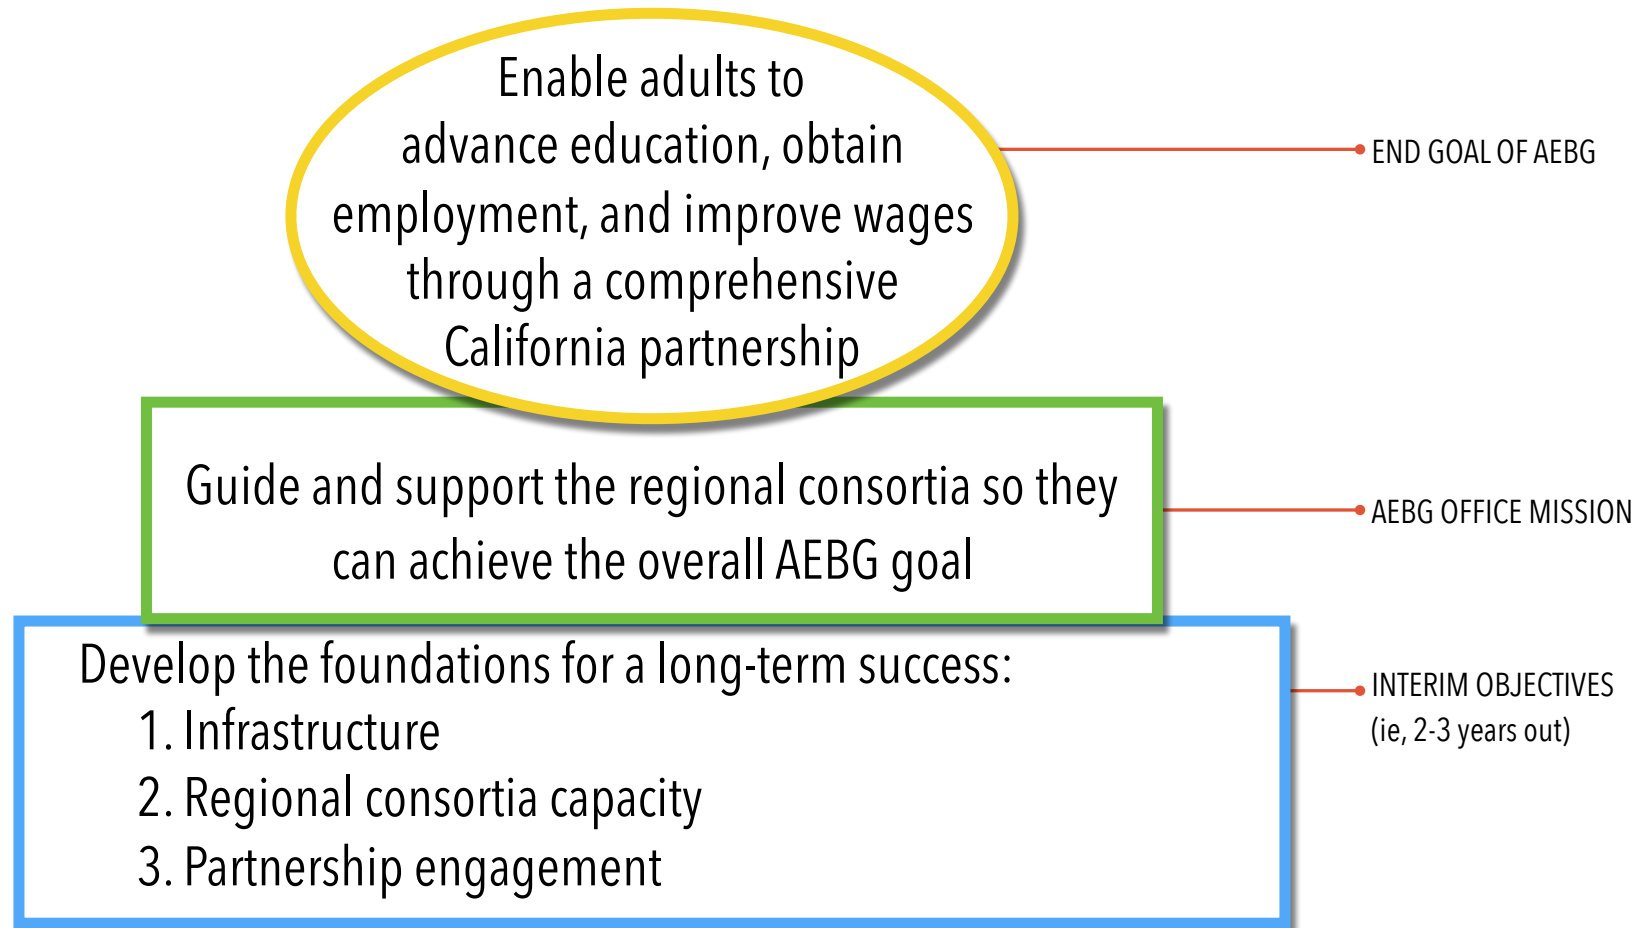 Enable adults to
advance education, obtain
employment, and improve wages
through a comprehensive
California partnership
END GOAL OF AEBG
Guide and support the regional consortia so they
can achieve the overall AEBG goal
AEBG OFFICE MISSION
Develop the foundations for a long-term success:
1. Infrastructure
2. Regional consortia capacity
3. Partnership engagement
INTERIM OBJECTIVES
(ie, 2-3 years out)